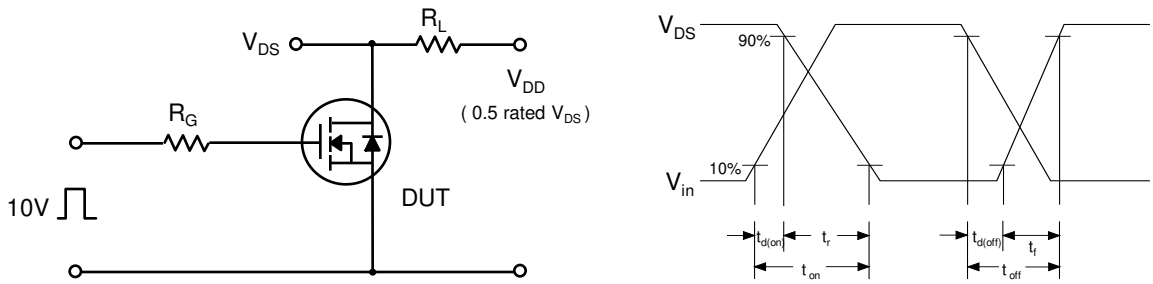 R_L
V_DS
V_DD
( 0.5 rated V_DS )
R_G
DUT
10V
V_DS
90%
10%
V_in
t_d(on)
t_r
t_d(off)
t_f
t_on
t_off